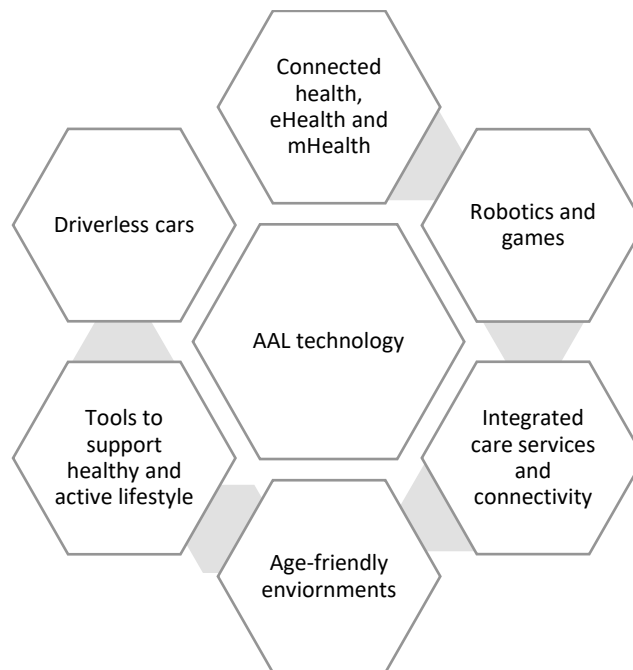 Connected
health,
eHealth and
mHealth
Driverless cars
Robotics and
games
AAL technology
Tools to
support
healthy and
active lifestyle
Integrated
care services
and
connectivity
Age-friendly
enviornments